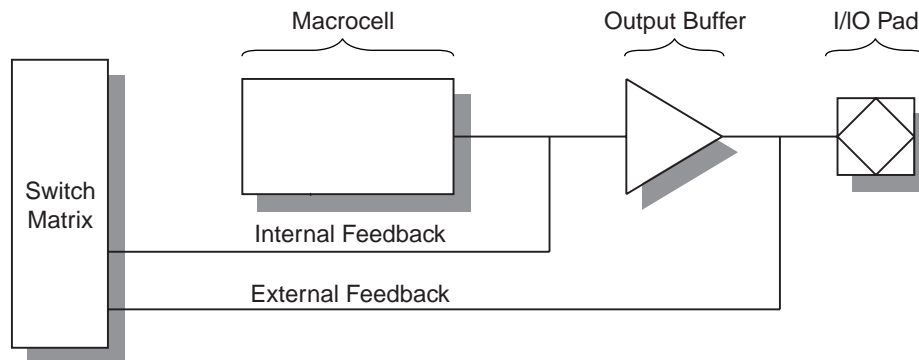 Macrocell
Output Buffer
I/IO Pad
Switch
Matrix
Internal Feedback
External Feedback